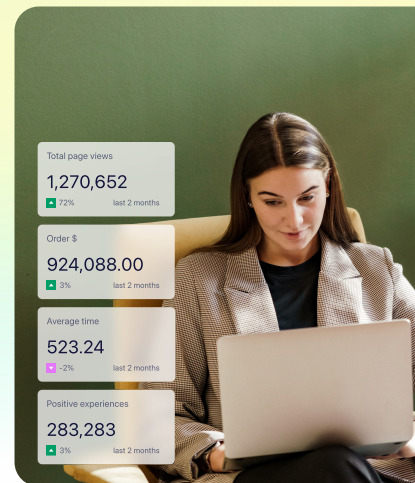 Total page views
1,270,652
72% last 2 months
Order $
924,088.00
3% last 2 months
Average time
523.24
-2% last 2 months
Positive experiences
283,283
3% last 2 months